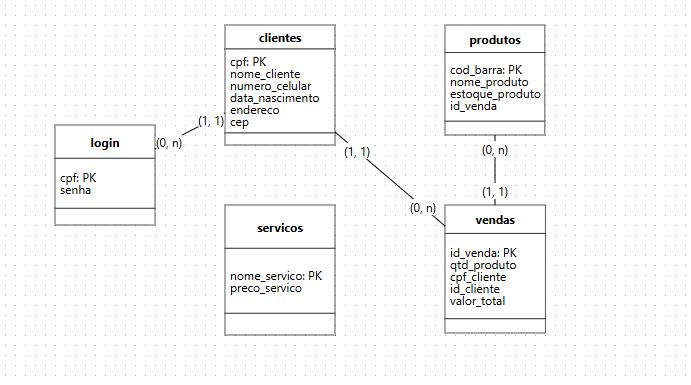 clientes
cpf: PK
nome_cliente
numero_celular
data_nascimento
endereco
cep
produtos
cod_barra: PK
nome_produto
estoque_produto
id_venda
login
cpf: PK
senha
(0, n)
(1, 1)
(1, 1)
(0, n)
(0, n)
(1, 1)
servicos
nome_servico: PK
preco_servico
vendas
id_venda: PK
qtd_produto
cpf_cliente
id_cliente
valor_total